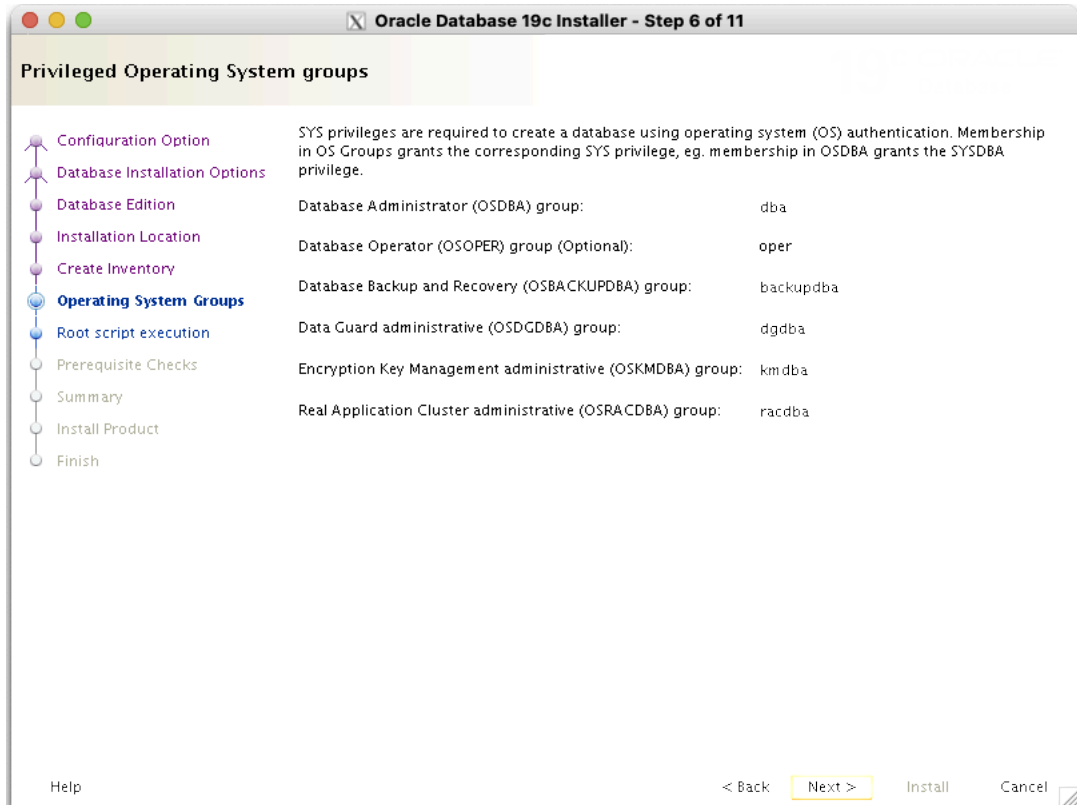 X Oracle Database 19c Installer - Step 6 of 11
Privileged Operating System groups
Configuration Option
Database Installation Options
Database Edition
Installation Location
Create Inventory
Operating System Groups
Root script execution
Prerequisite Checks
Summary
Install Product
Finish
SYS privileges are required to create a database using operating system (OS) authentication. Membership
in OS Groups grants the corresponding SYS privilege, eg. membership in OSDBA grants the SYSDBA
privilege.
Database Administrator (OSDBA) group: dba
Database Operator (OSOPER) group (Optional): oper
Database Backup and Recovery (OSBACKUPDBA) group: backupdba
Data Guard administrative (OSDGDBA) group: dgdba
Encryption Key Management administrative (OSKMDBA) group: kmdba
Real Application Cluster administrative (OSRACDBA) group: racdba
Help < Back Next > Install Cancel